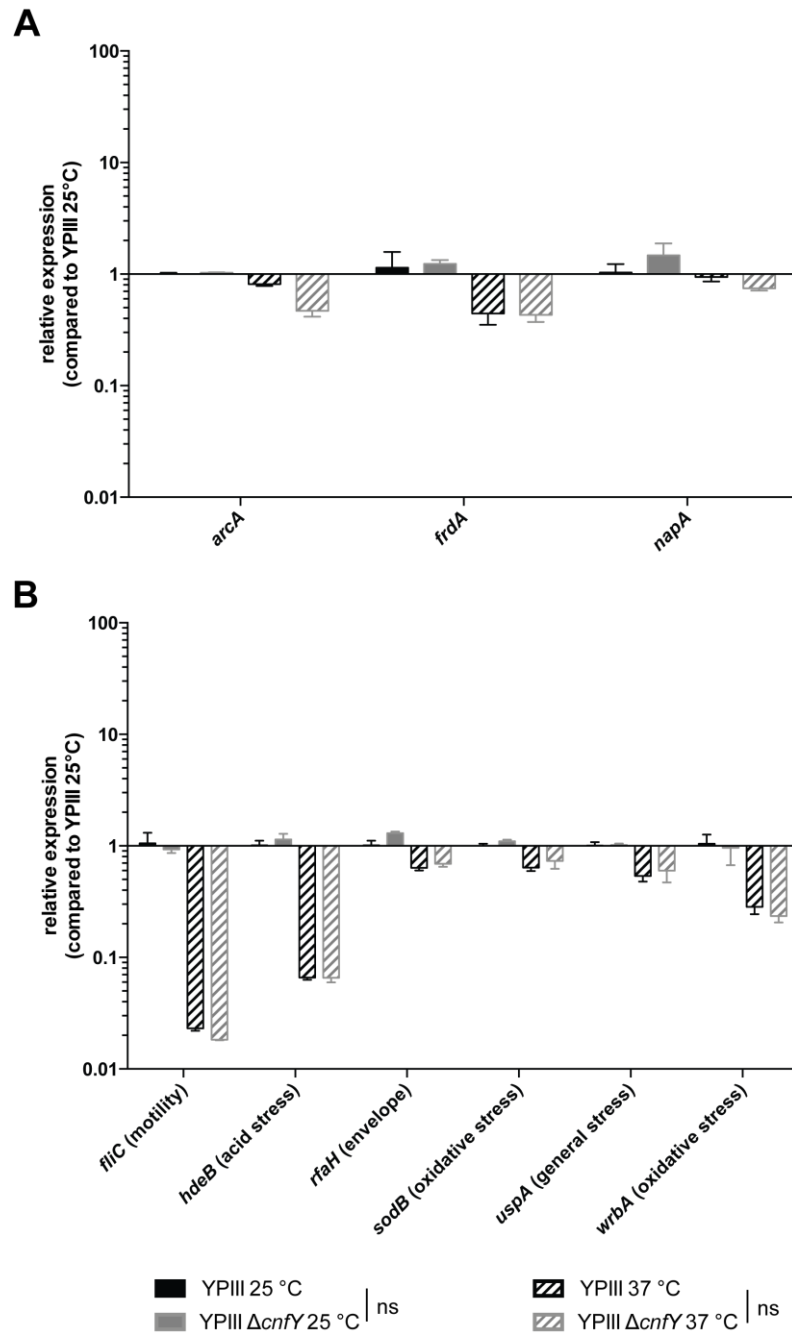 A
relative expression
(compared to YPIII 25°C)
100
10
1
0.1
0.01
arcA
frdA
napA
B
relative expression
(compared to YPIII 25°C)
100
10
1
0.1
0.01
fliC (motility)
hdeB (acid stress)
rfaH (envelope)
sodB (oxidative stress)
uspA (general stress)
wrbA (oxidative stress)
YPIII 25 °C
YPIII ΔcnfY 25 °C
ns
YPIII 37 °C
YPIII ΔcnfY 37 °C
ns